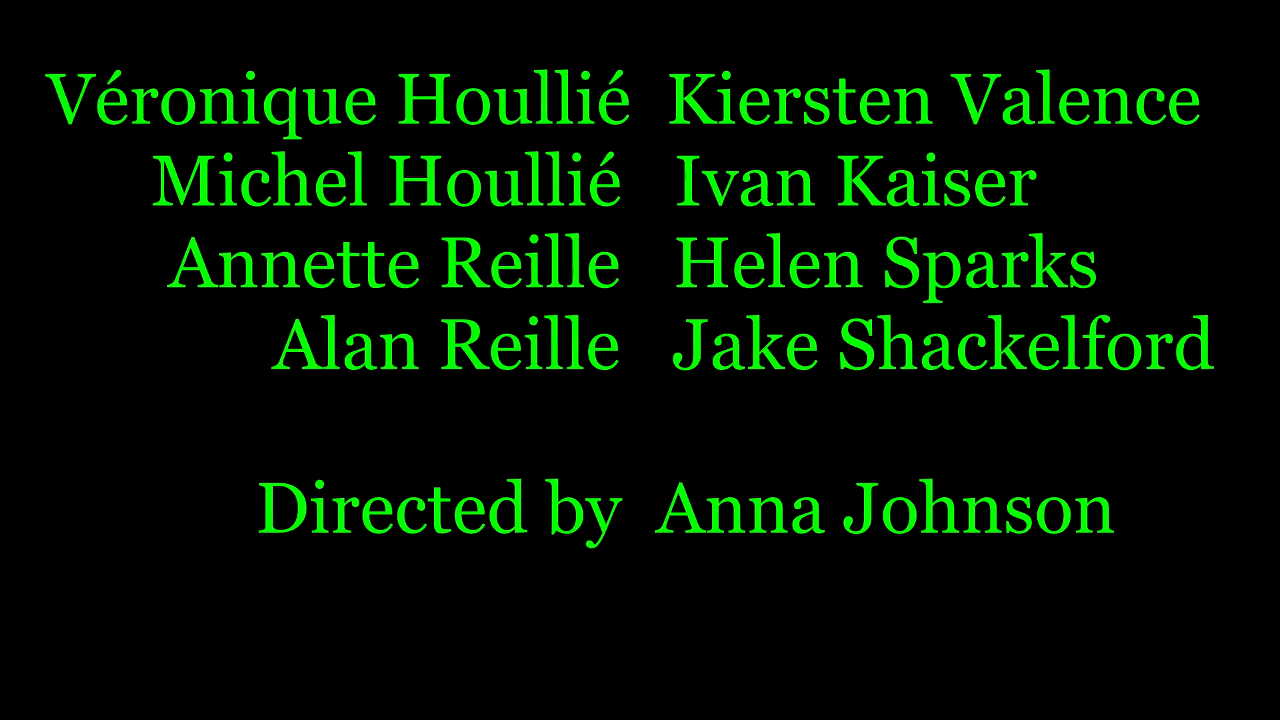 Véronique Houllié Kiersten Valence
Michel Houllié Ivan Kaiser
Annette Reille Helen Sparks
Alan Reille Jake Shackelford
Directed by Anna Johnson